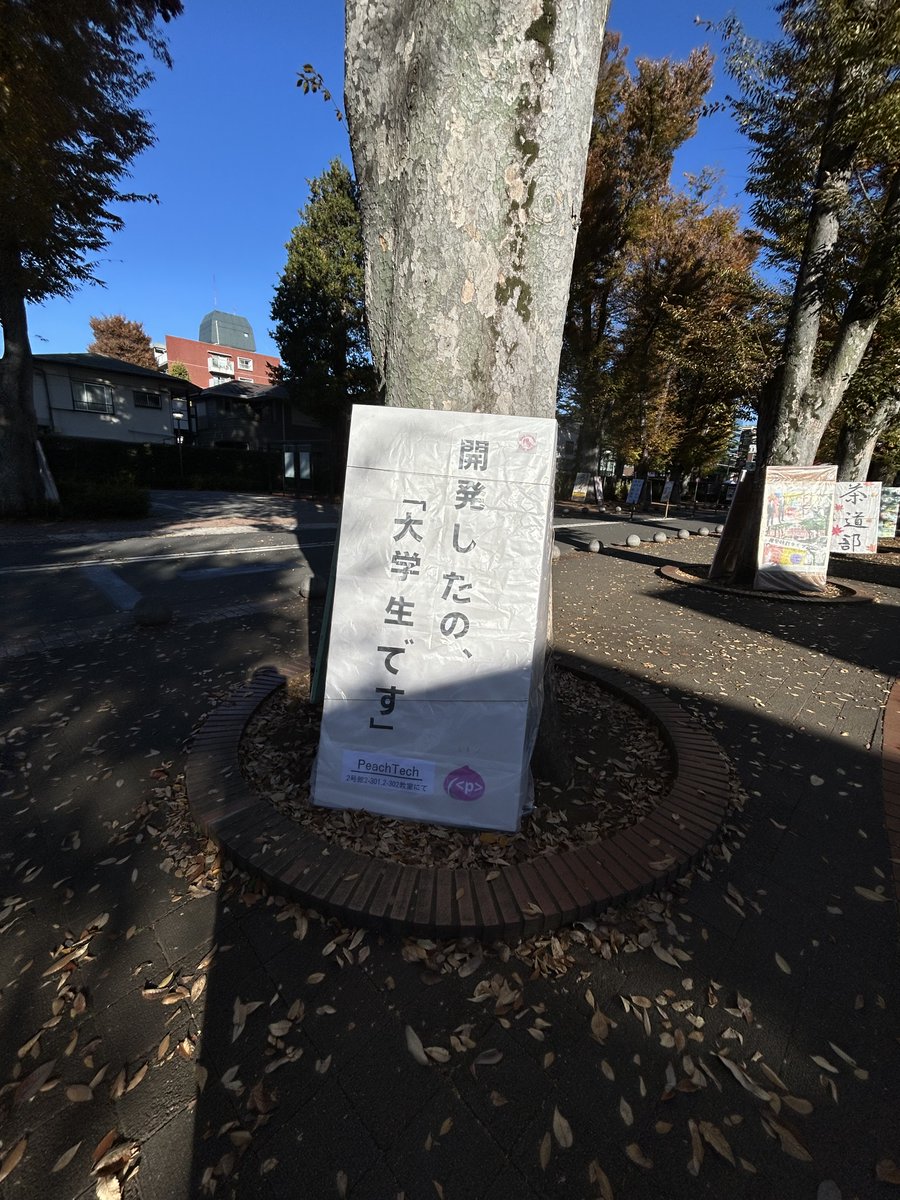 開発したの、
「大学生です」
PeachTech
2号館2-301.2-302教室にて
<p>
茶道部